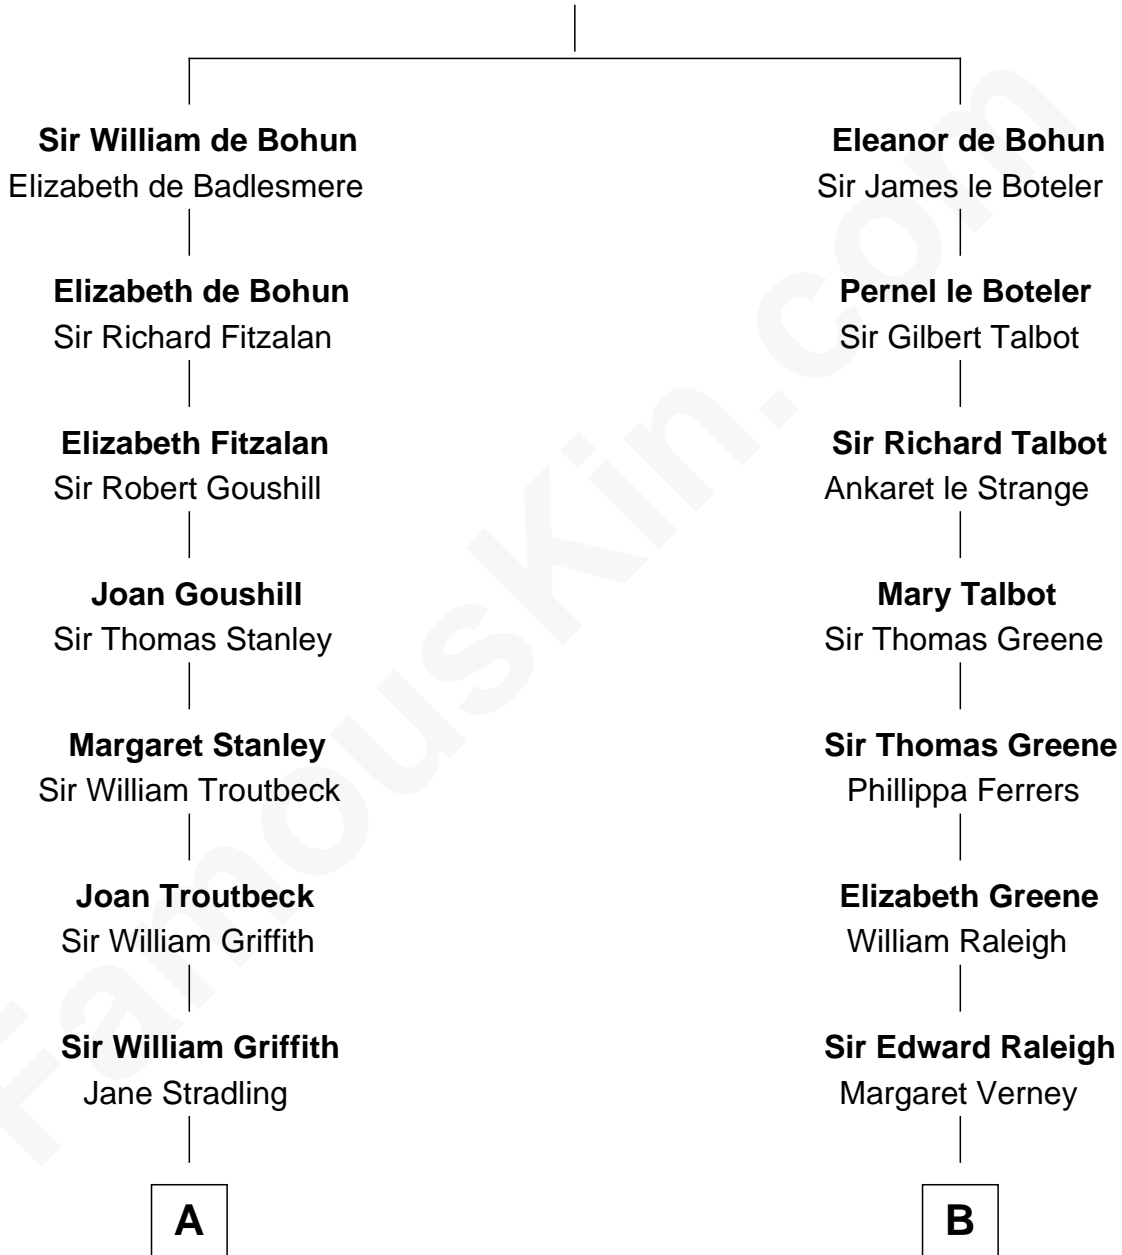 Sir William de Bohun
Elizabeth de Badlesmere
Elizabeth de Bohun
Sir Richard Fitzalan
Elizabeth Fitzalan
Sir Robert Goushill
Joan Goushill
Sir Thomas Stanley
Margaret Stanley
Sir William Troutbeck
Joan Troutbeck
Sir William Griffith
Sir William Griffith
Jane Stradling
A
Eleanor de Bohun
Sir James le Boteler
Pernel le Boteler
Sir Gilbert Talbot
Sir Richard Talbot
Ankaret le Strange
Mary Talbot
Sir Thomas Greene
Sir Thomas Greene
Phillippa Ferrers
Elizabeth Greene
William Raleigh
Sir Edward Raleigh
Margaret Verney
B
FamousKin.com